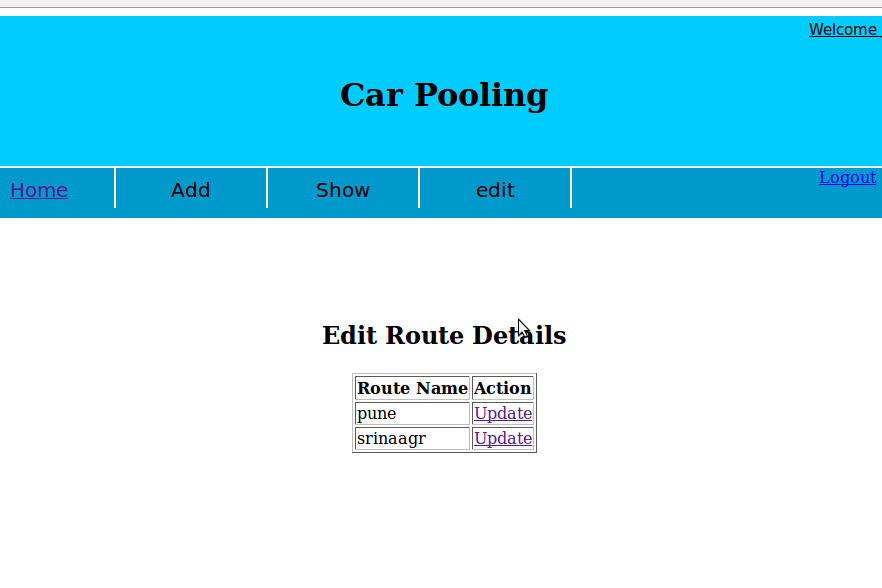 Welcome
Car Pooling
Home Add Show edit Logout
Edit Route Details
Route Name Action
pune Update
srinaagr Update